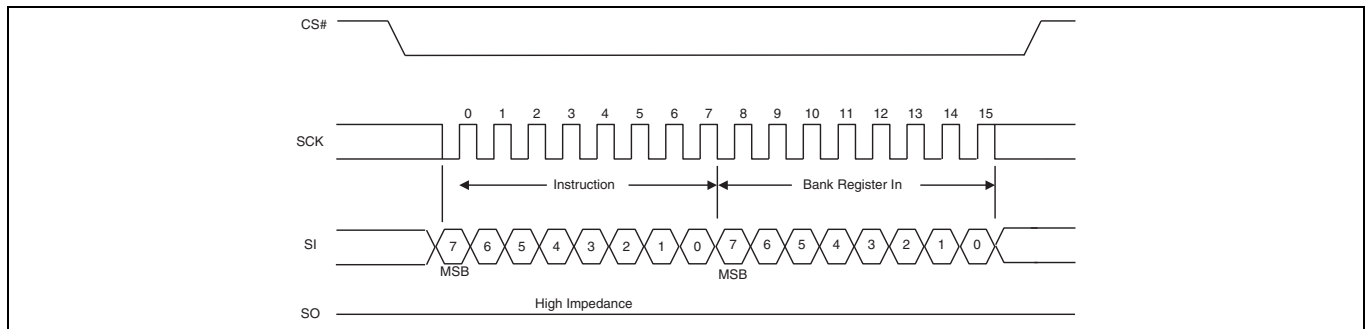 CS#
0 1 2 3 4 5 6 7 8 9 10 11 12 13 14 15
SCK
Instruction Bank Register In
SI 7 6 5 4 3 2 1 0 7 6 5 4 3 2 1 0
MSB MSB
High Impedance
SO